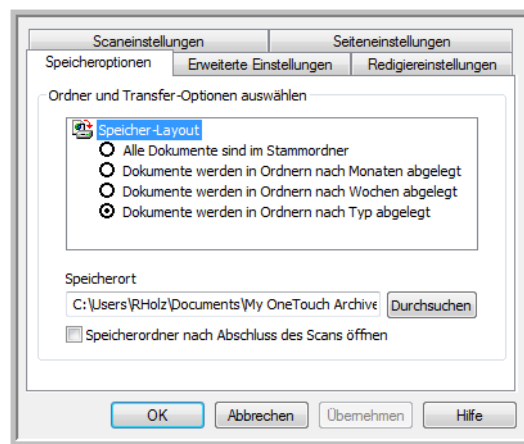 Scaneinstellungen
Seiteneinstellungen
Speicheroptionen
Erweiterte Einstellungen
Redigiereinstellungen
Ordner und Transfer-Optionen auswählen
Speicher-Layout
Alle Dokumente sind im Stammordner
Dokumente werden in Ordnern nach Monaten abgelegt
Dokumente werden in Ordnern nach Wochen abgelegt
Dokumente werden in Ordnern nach Typ abgelegt
Speicherort
C:\Users\RHolz\Documents\My OneTouch Archive
Durchsuchen
Speicherordner nach Abschluss des Scans öffnen
OK
Abbrechen
Übernehmen
Hilfe